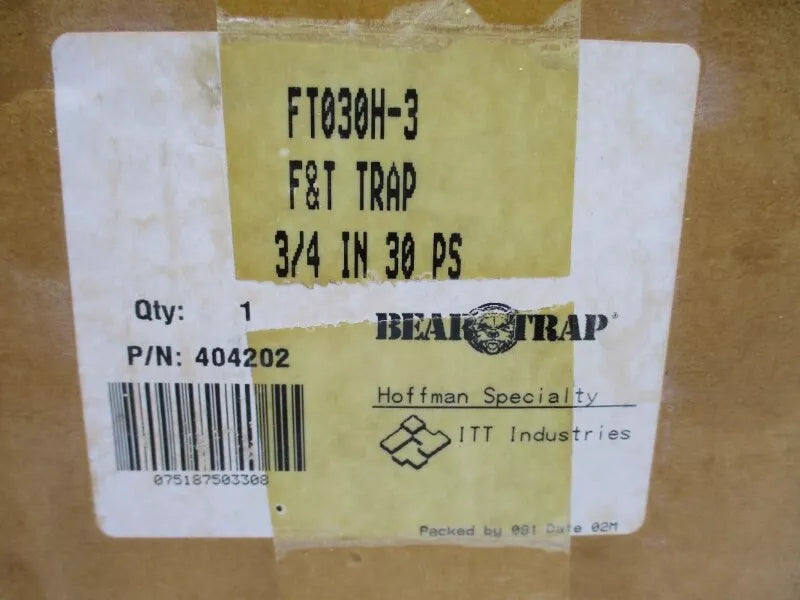 FT030H-3
F&T TRAP
3/4 IN 30 PS
Qty: 1
P/N: 404202
BEAR TRAP®
Hoffman Specialty
ITT Industries
075187503308
Packed by 081 Date 02M